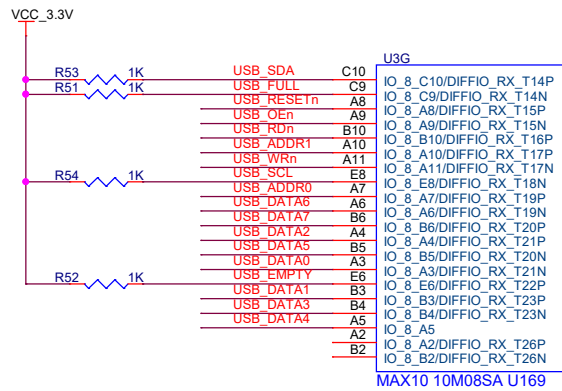 VCC_3.3V
U3G
R53 1K USB_SDA C10 IO_8_C10/DIFFIO_RX_T14P
R51 1K USB_FULL C9 IO_8_C9/DIFFIO_RX_T14N
USB_RESETn A8 IO_8_A8/DIFFIO_RX_T15P
USB_OEn A9 IO_8_A9/DIFFIO_RX_T15N
USB_RDn B10 IO_8_B10/DIFFIO_RX_T16P
USB_ADDR1 A10 IO_8_A10/DIFFIO_RX_T17P
USB_WRn A11 IO_8_A11/DIFFIO_RX_T17N
R54 1K USB_SCL E8 IO_8_E8/DIFFIO_RX_T18N
USB_ADDR0 A7 IO_8_A7/DIFFIO_RX_T19P
USB_DATA6 A6 IO_8_A6/DIFFIO_RX_T19N
USB_DATA7 B6 IO_8_B6/DIFFIO_RX_T20P
USB_DATA2 A4 IO_8_A4/DIFFIO_RX_T21P
USB_DATA5 B5 IO_8_B5/DIFFIO_RX_T20N
USB_DATA0 A3 IO_8_A3/DIFFIO_RX_T21N
R52 1K USB_EMPTY E6 IO_8_E6/DIFFIO_RX_T22P
USB_DATA1 B3 IO_8_B3/DIFFIO_RX_T23P
USB_DATA3 B4 IO_8_B4/DIFFIO_RX_T23N
USB_DATA4 A5 IO_8_A5
A2 IO_8_A2/DIFFIO_RX_T26P
B2 IO_8_B2/DIFFIO_RX_T26N
MAX10 10M08SA U169